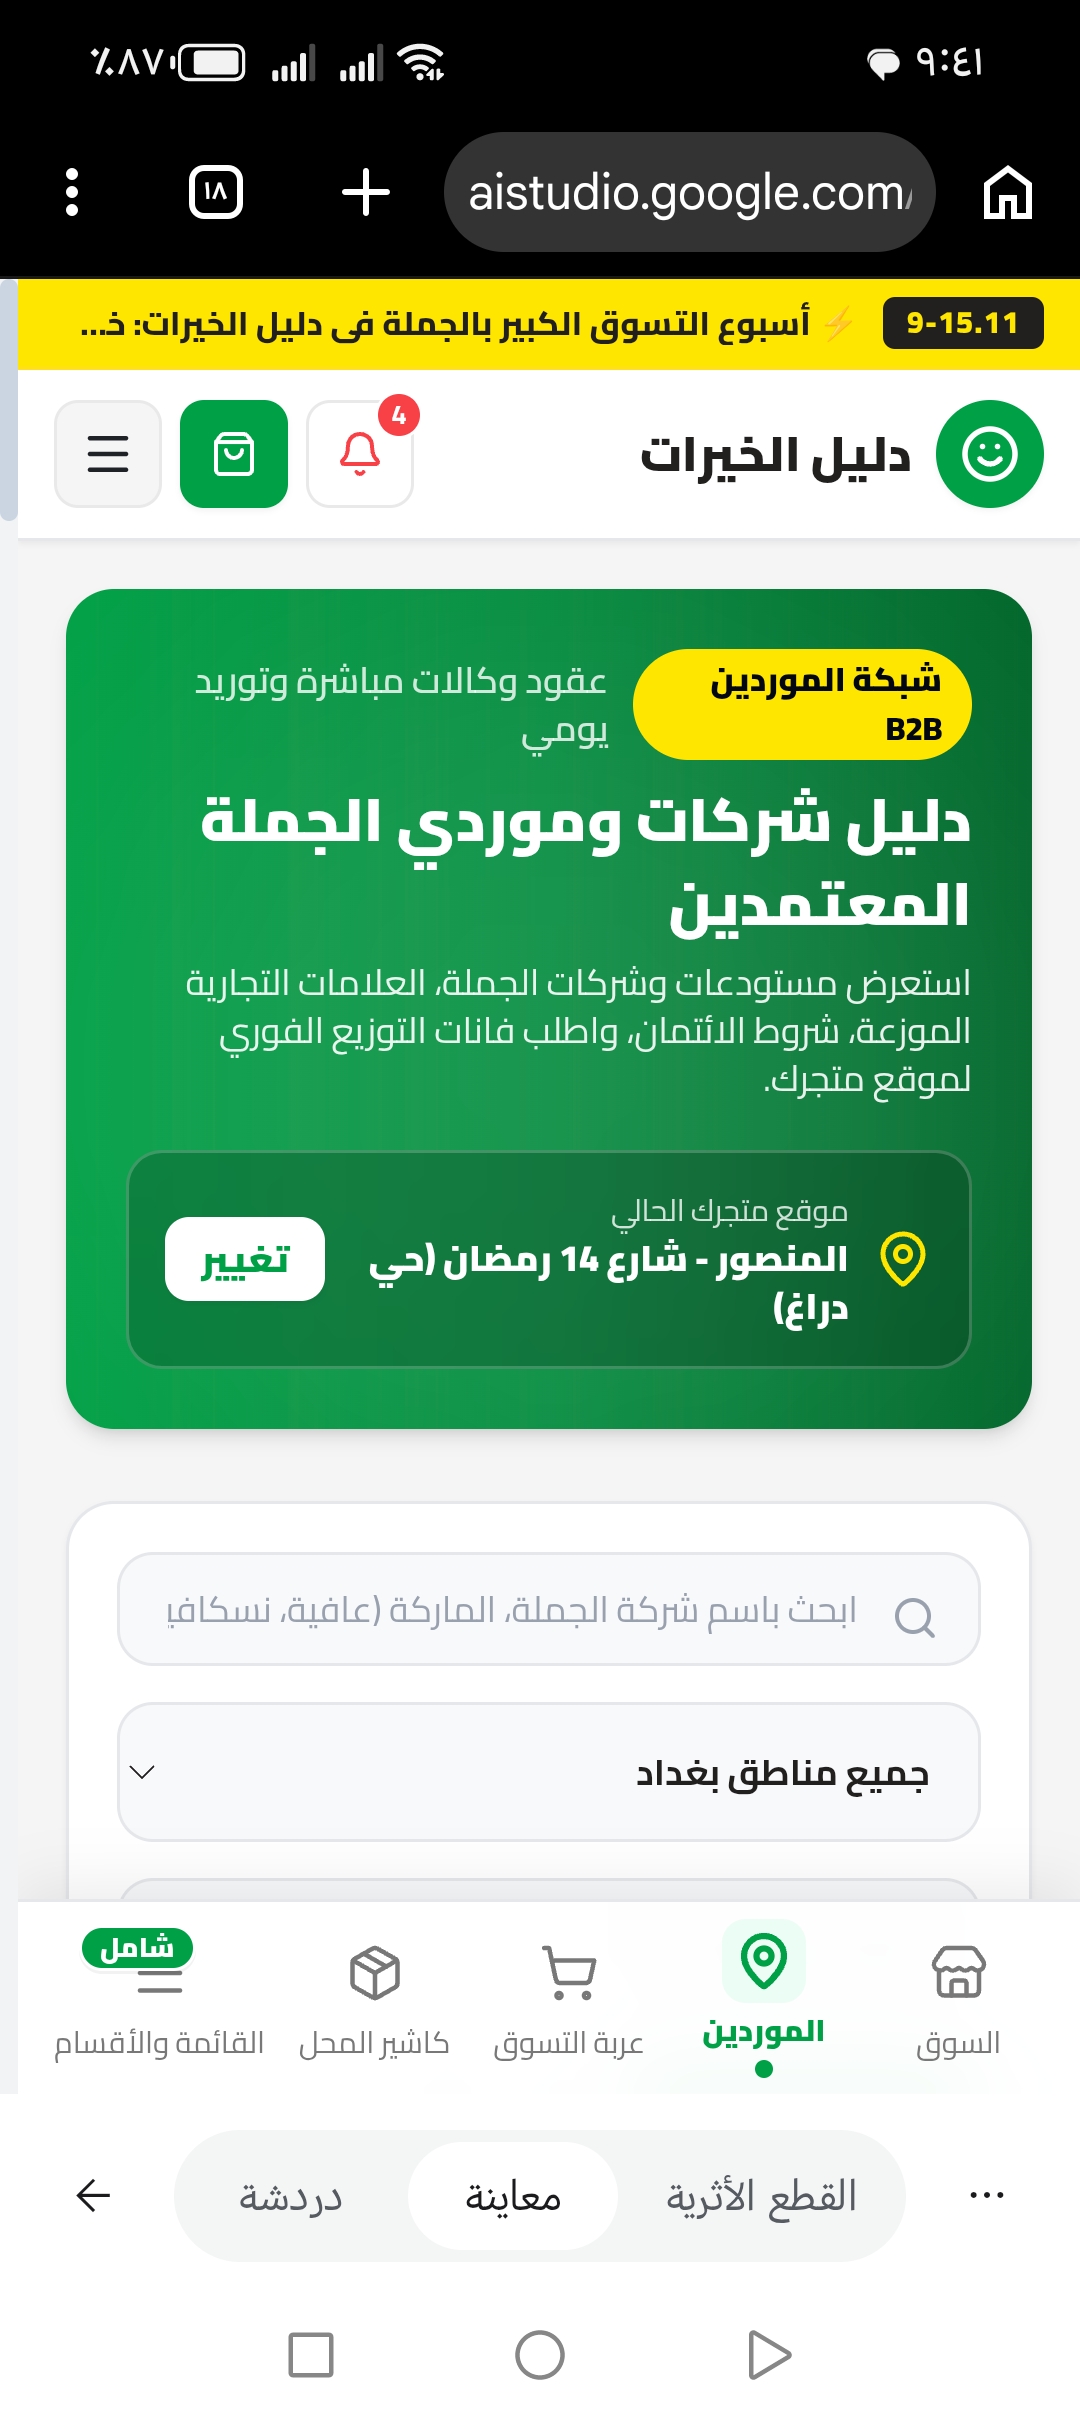 ٩:٤١
٪٨٧
aistudio.google.com/
١٨
9-15.11
⚡ أسبوع التسوق الكبير بالجملة في دليل الخيرات: خ...
دليل الخيرات
4
شبكة الموردين B2B
عقود وكالات مباشرة وتوريد يومي
دليل شركات وموردي الجملة
المعتمدين
استعرض مستودعات وشركات الجملة، العلامات التجارية
الموزعة، شروط الائتمان، واطلب فانات التوزيع الفوري
لموقع متجرك.
موقع متجرك الحالي
المنصور - شارع 14 رمضان (حي
دراغ)
تغيير
ابحث باسم شركة الجملة، الماركة (عافية، نسكافي
جميع مناطق بغداد
السوق
الموردين
عربة التسوق
كاشير المحل
شامل
القائمة والأقسام
القطع الأثرية
معاينة
دردشة